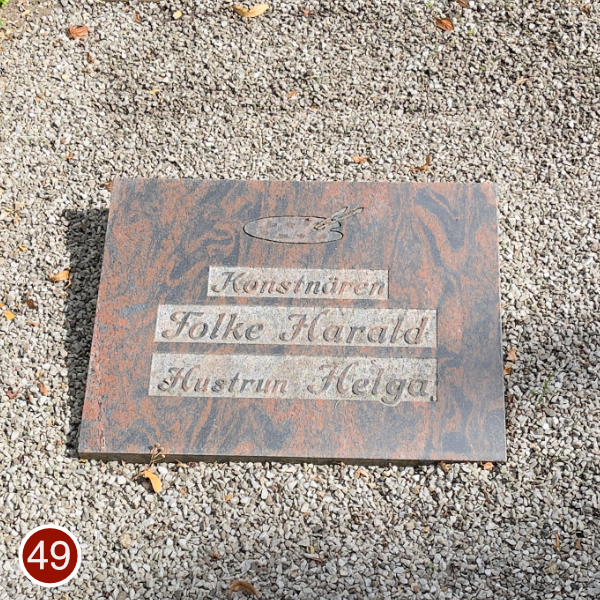 Konstnären
Folke Harald
Hustrun Helga
49